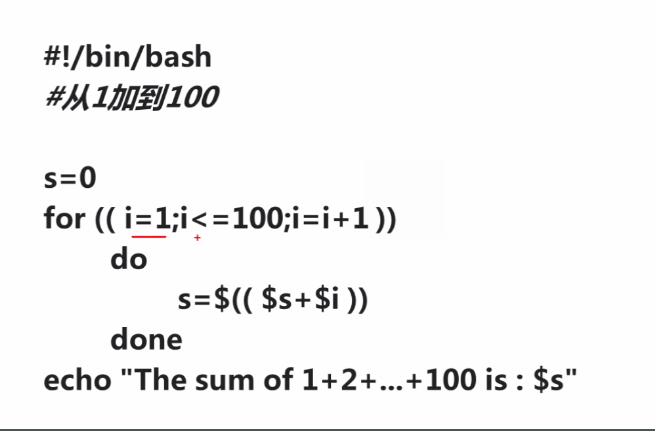 #!/bin/bash
#从1加到100
s=0
for (( i=1;i<=100;i=i+1 ))
do
s=$(( $s+$i ))
done
echo "The sum of 1+2+...+100 is : $s"